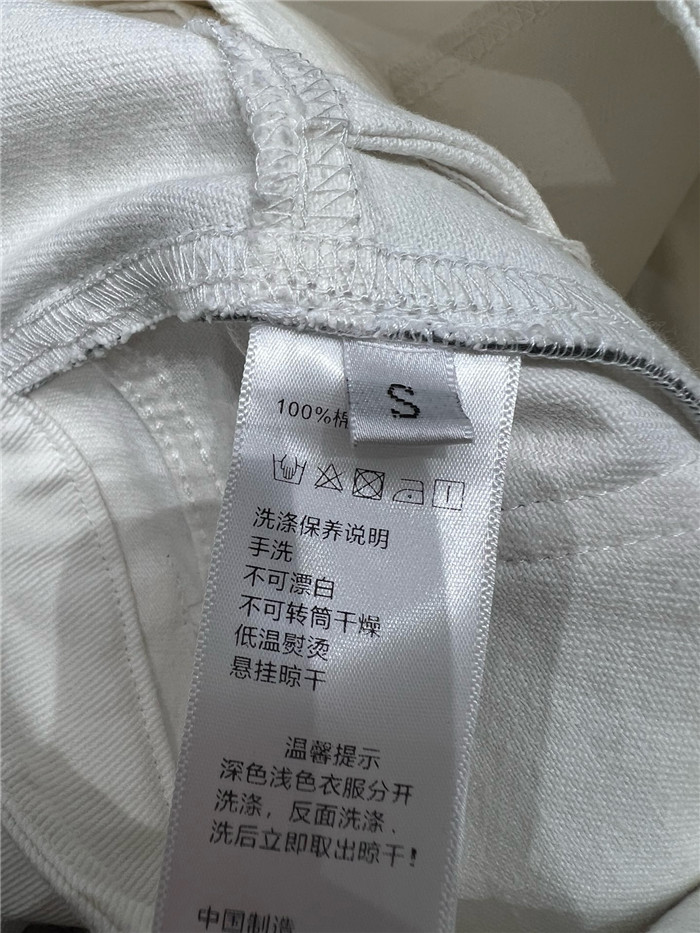 S
100%棉
洗涤保养说明
手洗
不可漂白
不可转筒干燥
低温熨烫
悬挂晾干
温馨提示
深色浅色衣服分开
洗涤，反面洗涤、
洗后立即取出晾干！
中国制造